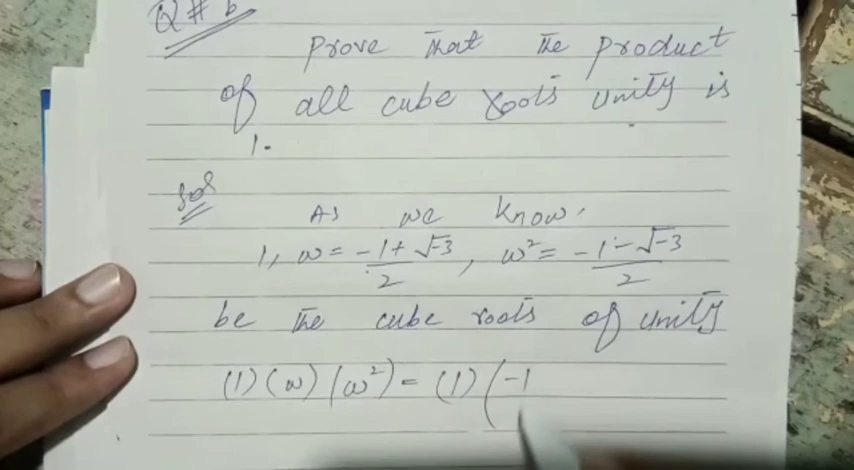 Q # 6
Prove that the product
of all cube roots unity is
1.
Sol
As we know,
1, ω = -1 + √-3 / 2 , ω² = -1 - √-3 / 2
be the cube roots of unity
(1) (ω) (ω²) = (1) ( -1